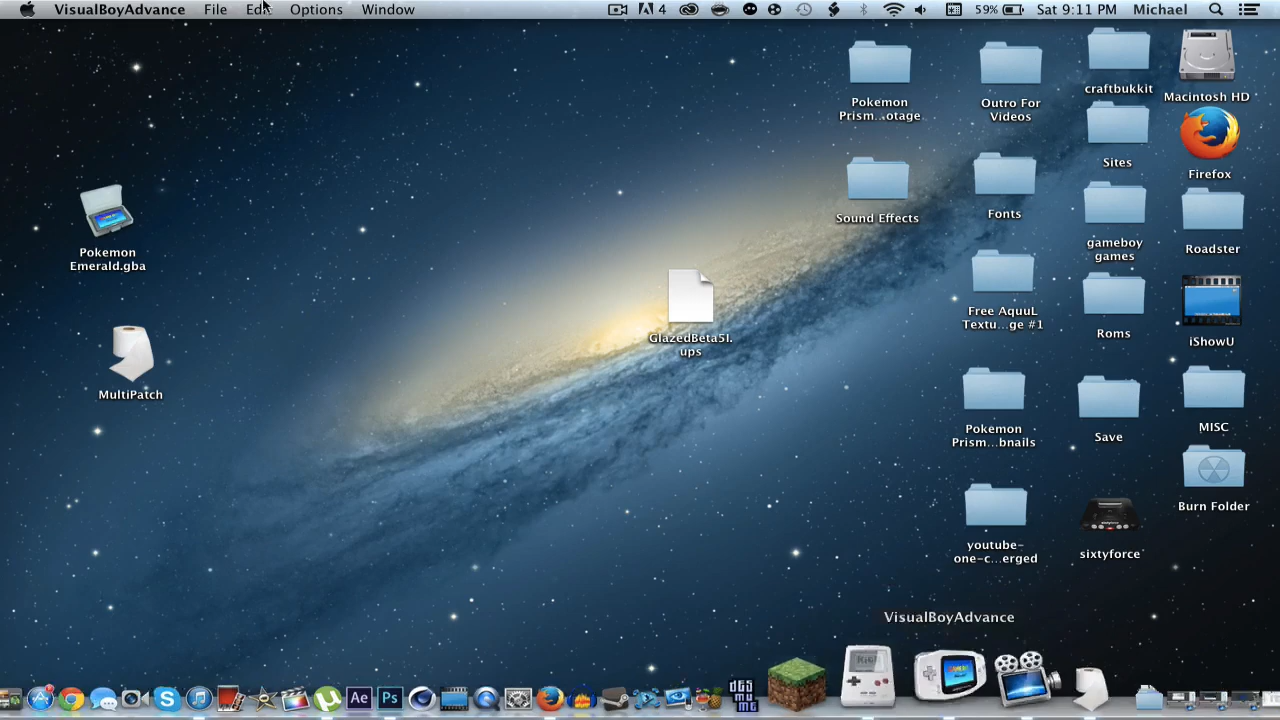 VisualBoyAdvance File Edit Options Window 4 59% Sat 9:11 PM Michael
Pokemon
Prism...otage
Outro For
Videos
craftbukkit
Macintosh HD
Sites
Firefox
Sound Effects
Fonts
gameboy
games
Roadster
Pokemon
Emerald.gba
Free AquuL
Textu...ge #1
Roms
iShowU
GlazedBeta5l.
ups
MultiPatch
Pokemon
Prism...bnails
Save
MISC
Burn Folder
youtube-
one-c...erged
sixtyforce
VisualBoyAdvance
Ae
Ps